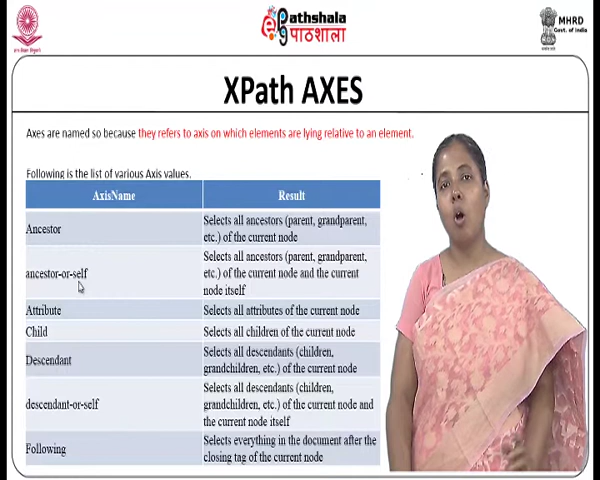 Pathshala
पाठशाला
MHRD
Govt. of India
XPath AXES
Axes are named so because they refers to axis on which elements are lying relative to an element.
Following is the list of various Axis values.
AxisName Result
Ancestor Selects all ancestors (parent, grandparent,
etc.) of the current node
ancestor-or-self Selects all ancestors (parent, grandparent,
etc.) of the current node and the current
node itself
Attribute Selects all attributes of the current node
Child Selects all children of the current node
Descendant Selects all descendants (children,
grandchildren, etc.) of the current node
descendant-or-self Selects all descendants (children,
grandchildren, etc.) of the current node and
the current node itself
Following Selects everything in the document after the
closing tag of the current node